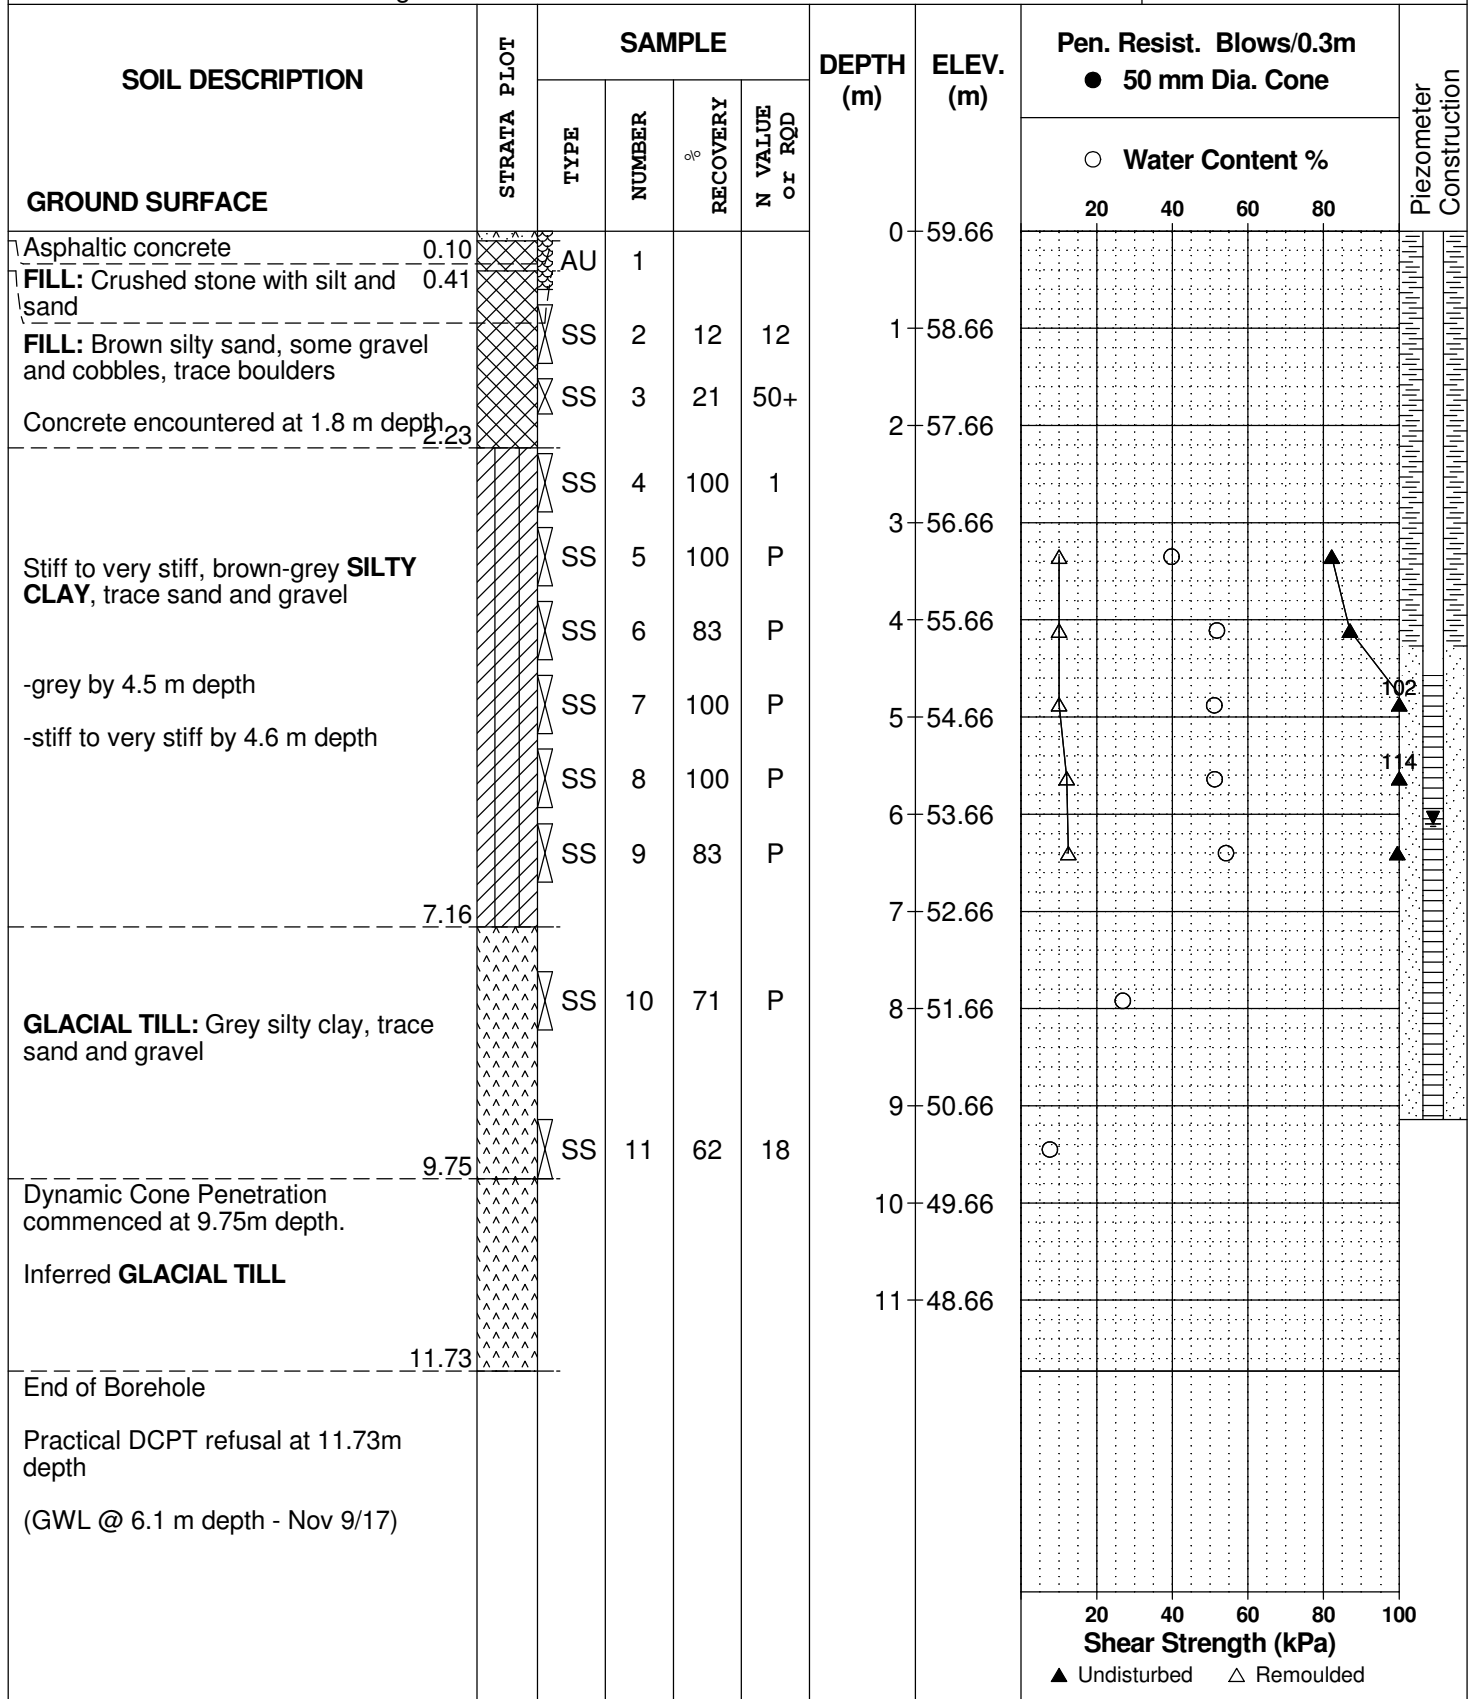 SOIL DESCRIPTION
GROUND SURFACE
STRATA PLOT
SAMPLE
TYPE
NUMBER
% RECOVERY
N VALUE or RQD
DEPTH (m)
ELEV. (m)
Pen. Resist. Blows/0.3m
● 50 mm Dia. Cone
○ Water Content %
20 40 60 80
Piezometer Construction
Asphaltic concrete 0.10
FILL: Crushed stone with silt and 0.41
sand
FILL: Brown silty sand, some gravel
and cobbles, trace boulders
Concrete encountered at 1.8 m depth
2.23
Stiff to very stiff, brown-grey SILTY
CLAY, trace sand and gravel
-grey by 4.5 m depth
-stiff to very stiff by 4.6 m depth
7.16
GLACIAL TILL: Grey silty clay, trace
sand and gravel
9.75
Dynamic Cone Penetration
commenced at 9.75m depth.
Inferred GLACIAL TILL
11.73
End of Borehole
Practical DCPT refusal at 11.73m
depth
(GWL @ 6.1 m depth - Nov 9/17)
AU 1
SS 2 12 12
SS 3 21 50+
SS 4 100 1
SS 5 100 P
SS 6 83 P
SS 7 100 P
SS 8 100 P
SS 9 83 P
SS 10 71 P
SS 11 62 18
0 59.66
1 58.66
2 57.66
3 56.66
4 55.66
5 54.66
6 53.66
7 52.66
8 51.66
9 50.66
10 49.66
11 48.66
102
114
20 40 60 80 100
Shear Strength (kPa)
▲ Undisturbed △ Remoulded